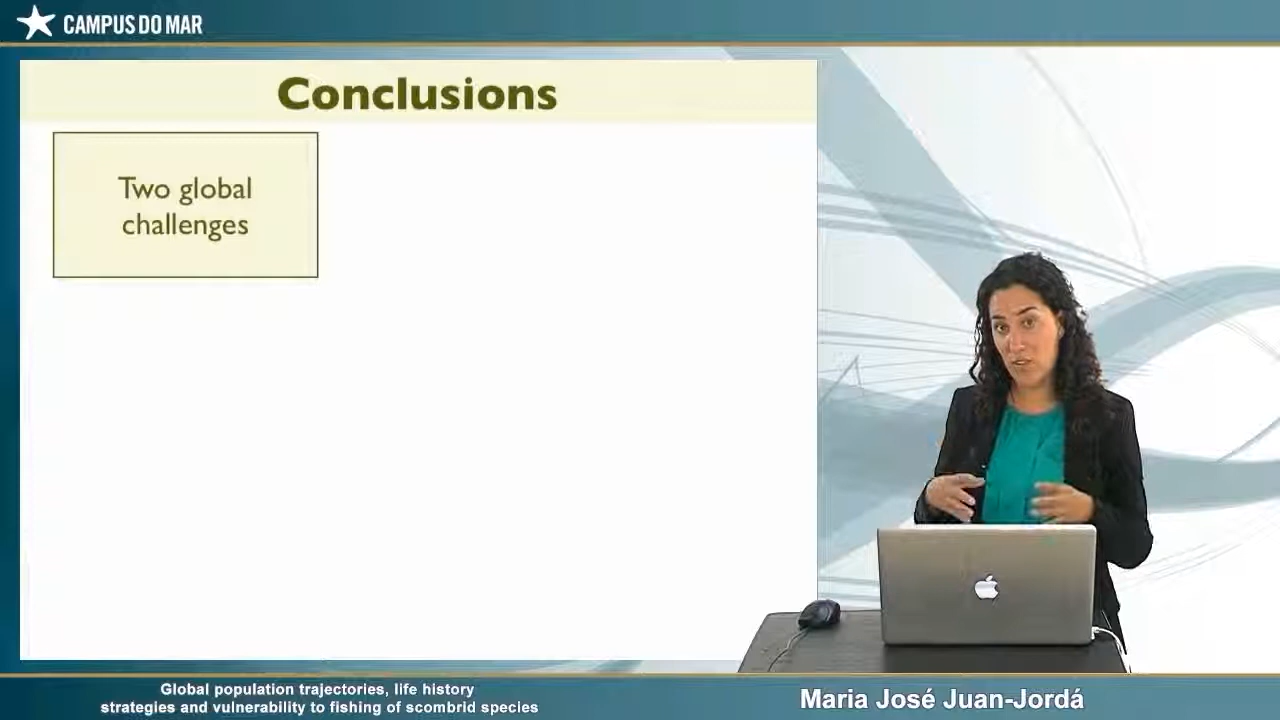 CAMPUS DO MAR
Conclusions
Two global
challenges
Global population trajectories, life history
strategies and vulnerability to fishing of scombrid species
Maria José Juan-Jordá